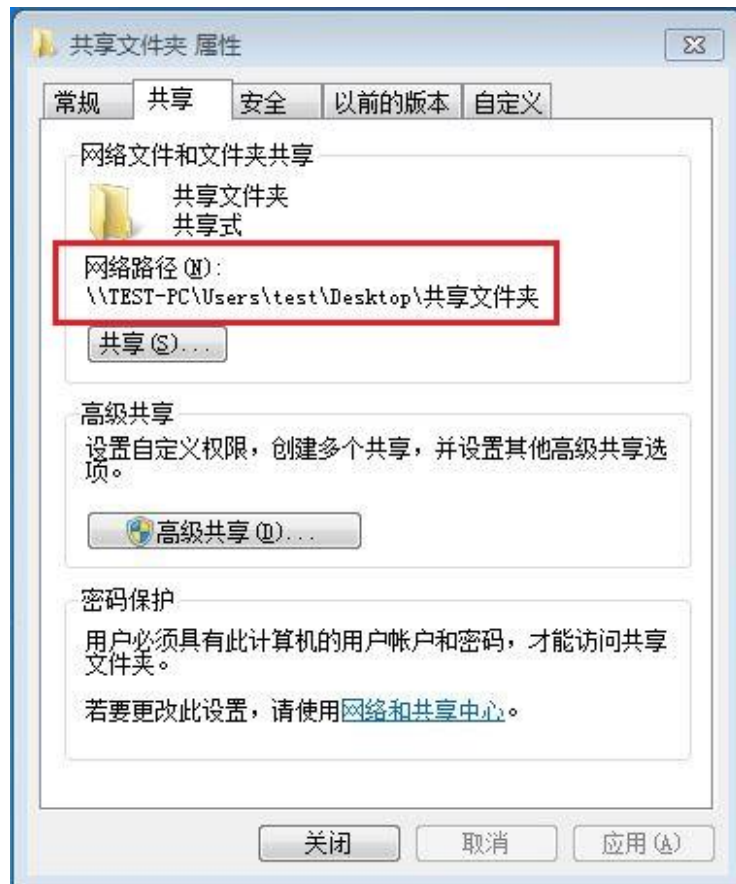 共享文件夹 属性
常规 共享 安全 以前的版本 自定义
网络文件和文件夹共享
共享文件夹
共享式
网络路径(N):
\\TEST-PC\Users\test\Desktop\共享文件夹
共享(S)...
高级共享
设置自定义权限，创建多个共享，并设置其他高级共享选
项。
高级共享(D)...
密码保护
用户必须具有此计算机的用户帐户和密码，才能访问共享
文件夹。
若要更改此设置，请使用网络和共享中心。
关闭 取消 应用(A)